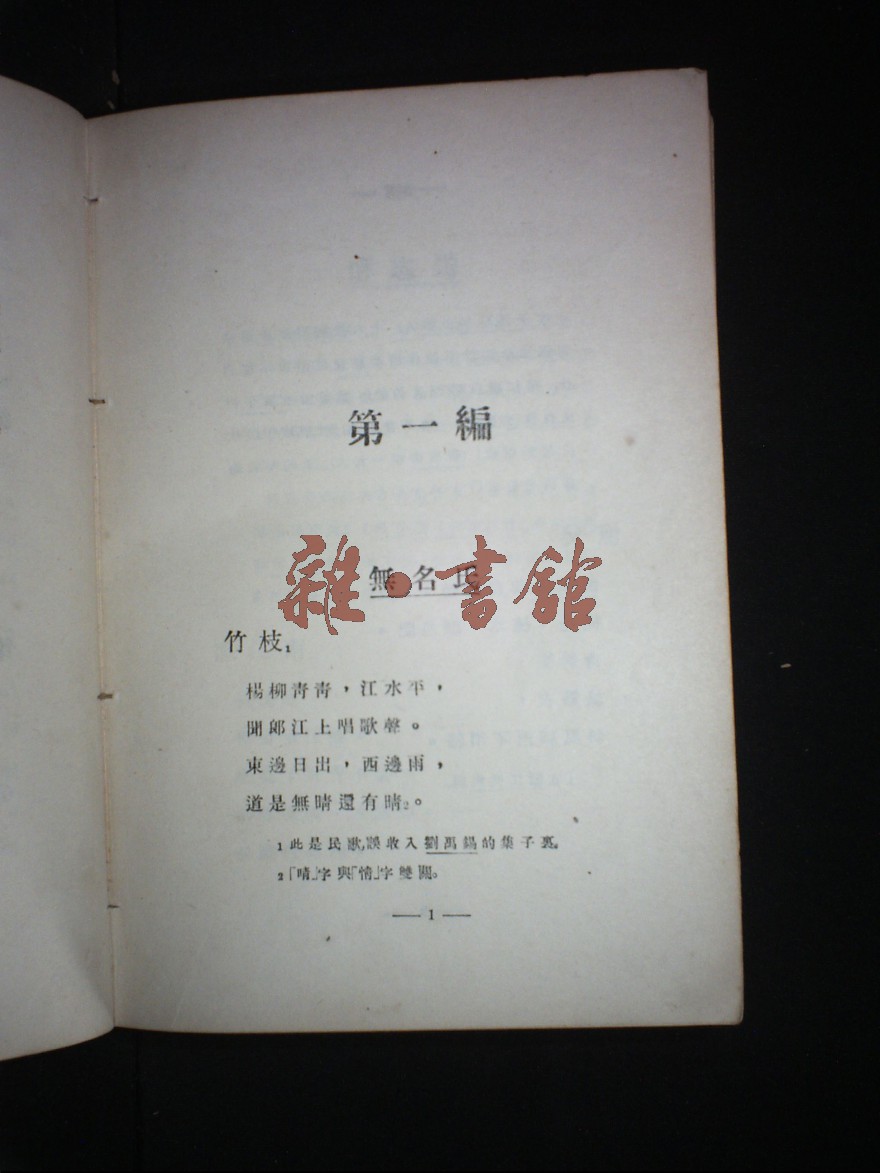 第一編
無名氏
雜·書館
竹枝1
楊柳青青，江水平，
聞郎江上唱歌聲。
東邊日出，西邊雨，
道是無晴還有晴2。
1此是民歌，誤收入劉禹錫的集子裏。
2「晴」字與「情」字雙關。
— 1 —